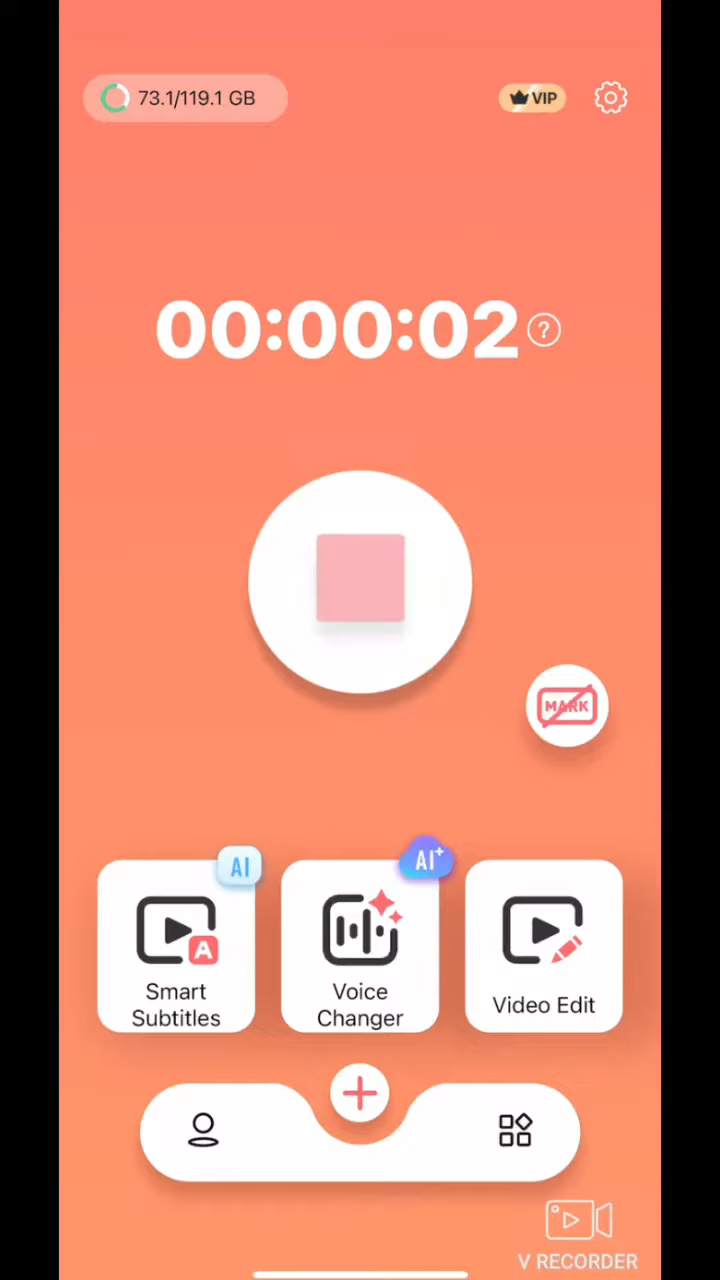 73.1/119.1 GB
VIP
00:00:02
?
MARK
AI
AI+
A
Smart
Subtitles
Voice
Changer
Video Edit
V RECORDER